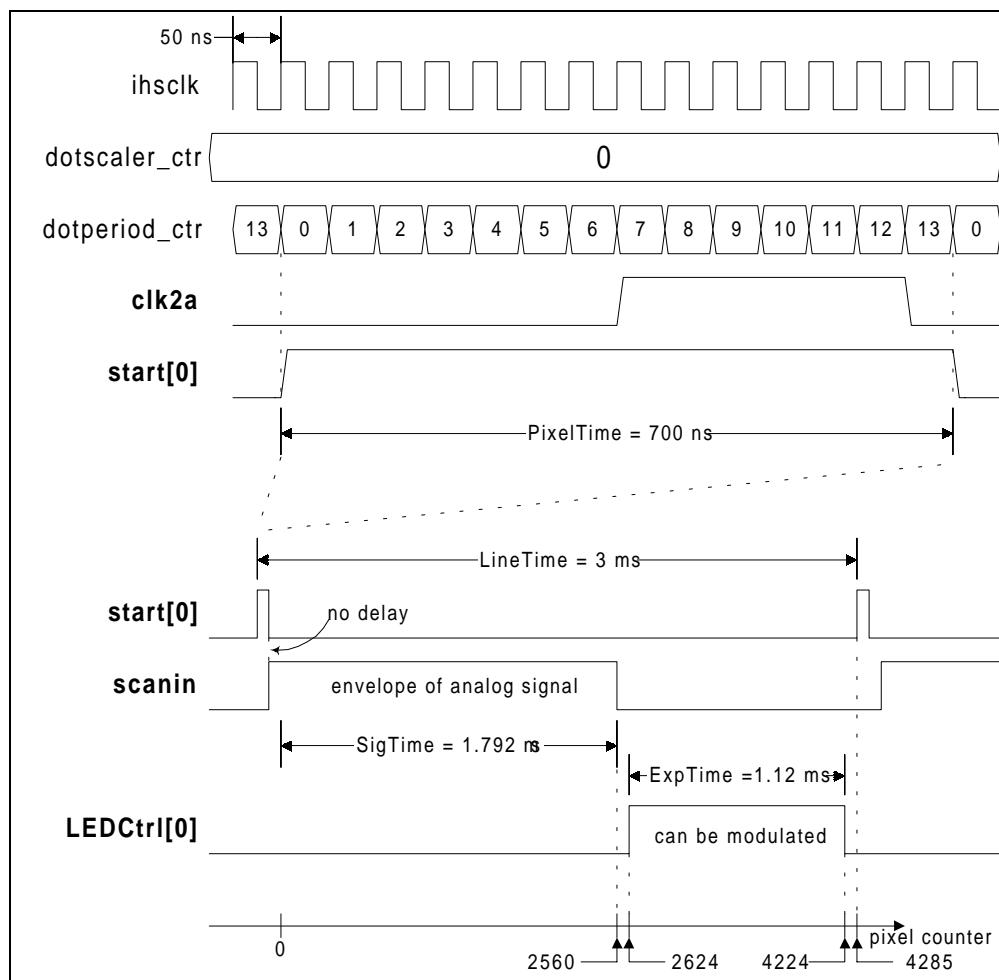 50 ns
ihsclk
dotscaler_ctr 0
dotperiod_ctr 13 0 1 2 3 4 5 6 7 8 9 10 11 12 13 0
clk2a
start[0]
PixelTime = 700 ns
LineTime = 3 ms
start[0] no delay
scanin envelope of analog signal
SigTime = 1.792 ms
ExpTime =1.12 ms
LEDCtrl[0] can be modulated
pixel counter
0 2560 2624 4224 4285